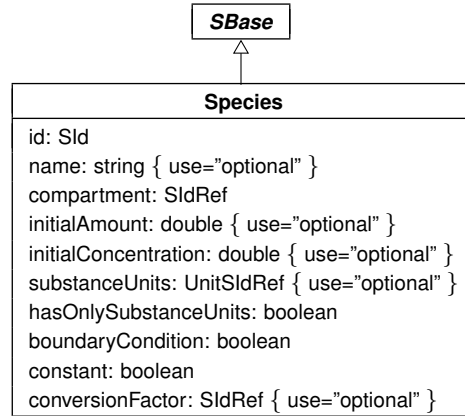 SBase
Species
id: SId
name: string { use="optional" }
compartment: SIdRef
initialAmount: double { use="optional" }
initialConcentration: double { use="optional" }
substanceUnits: UnitSIdRef { use="optional" }
hasOnlySubstanceUnits: boolean
boundaryCondition: boolean
constant: boolean
conversionFactor: SIdRef { use="optional" }